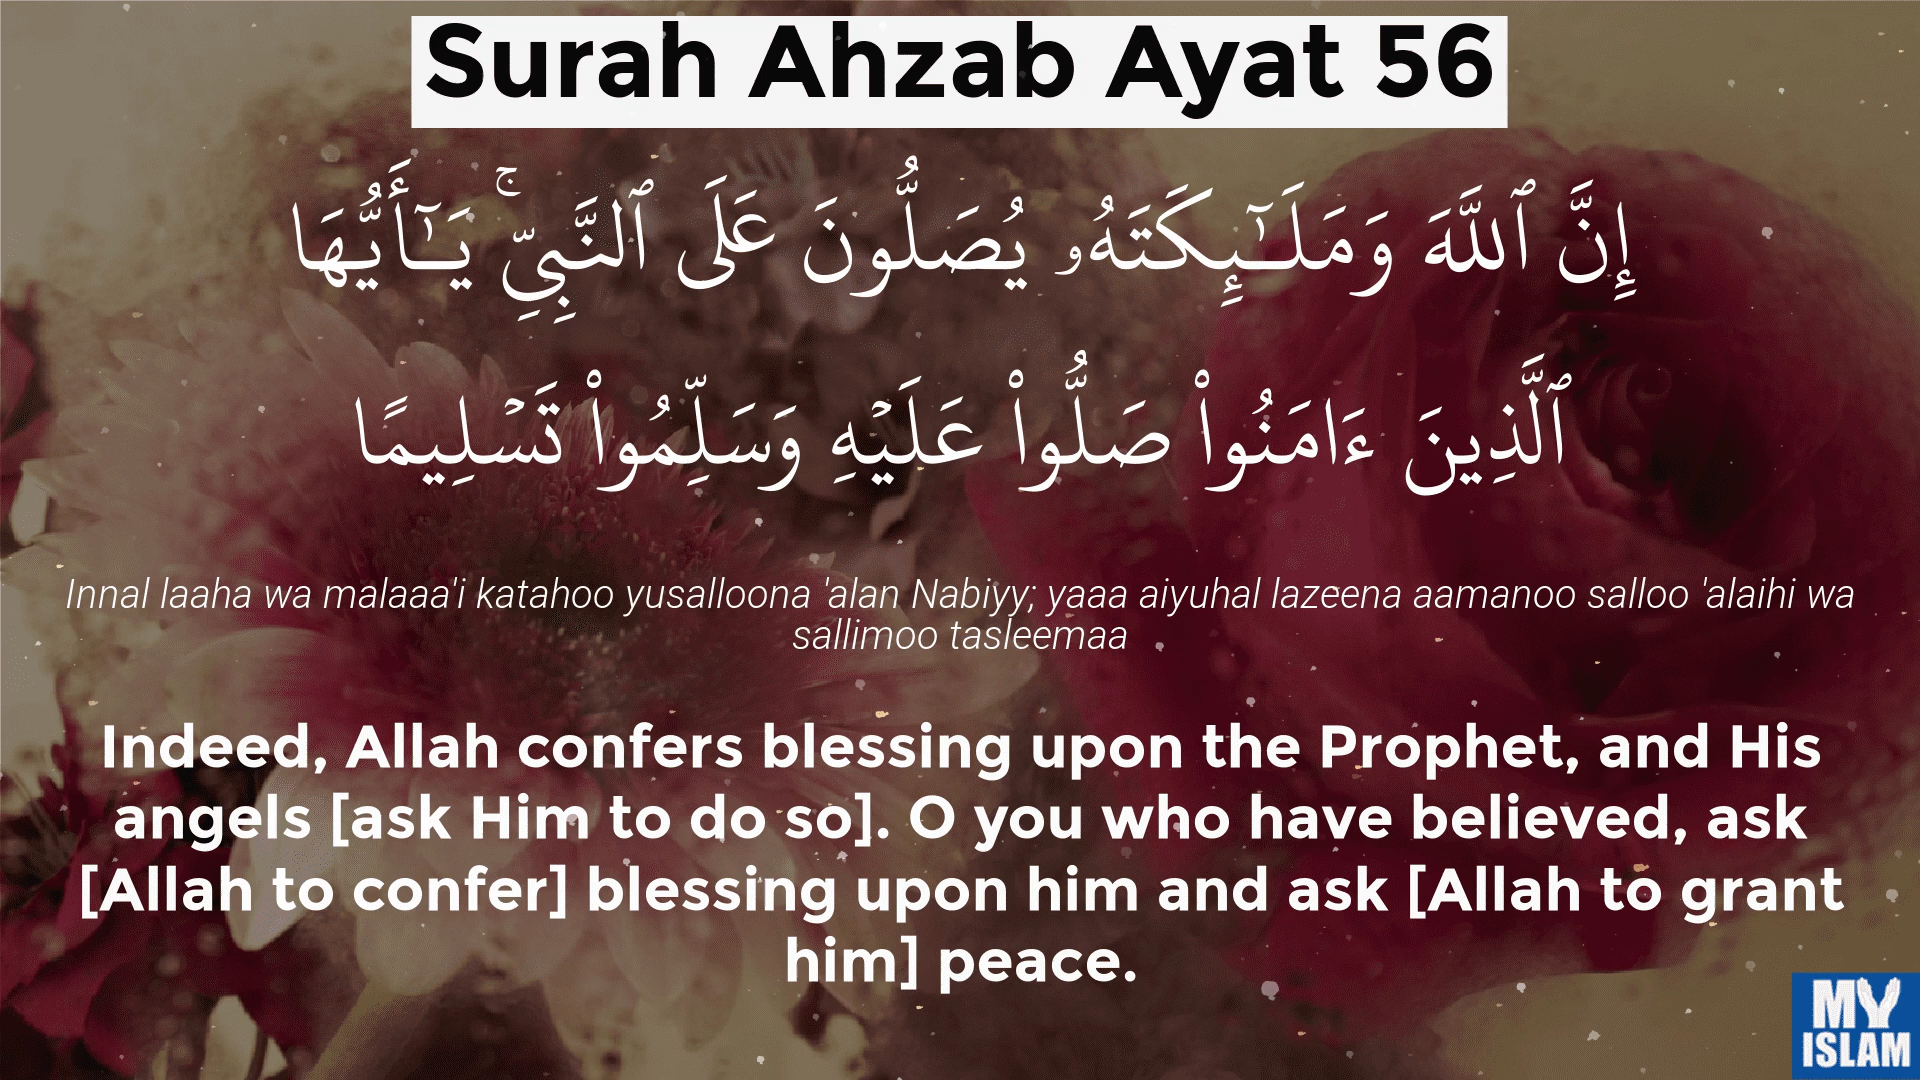 Surah Ahzab Ayat 56
إِنَّ ٱللَّهَ وَمَلَـٰٓئِكَتَهُۥ يُصَلُّونَ عَلَى ٱلنَّبِىِّ ۚ يَـٰٓأَيُّهَا
ٱلَّذِينَ ءَامَنُوا۟ صَلُّوا۟ عَلَيْهِ وَسَلِّمُوا۟ تَسْلِيمًا
Innal laaha wa malaaa'i katahoo yusalloona 'alan Nabiyy; yaaa aiyuhal lazeena aamanoo salloo 'alaihi wa
sallimoo tasleemaa
Indeed, Allah confers blessing upon the Prophet, and His
angels [ask Him to do so]. O you who have believed, ask
[Allah to confer] blessing upon him and ask [Allah to grant
him] peace.
MY
ISLAM